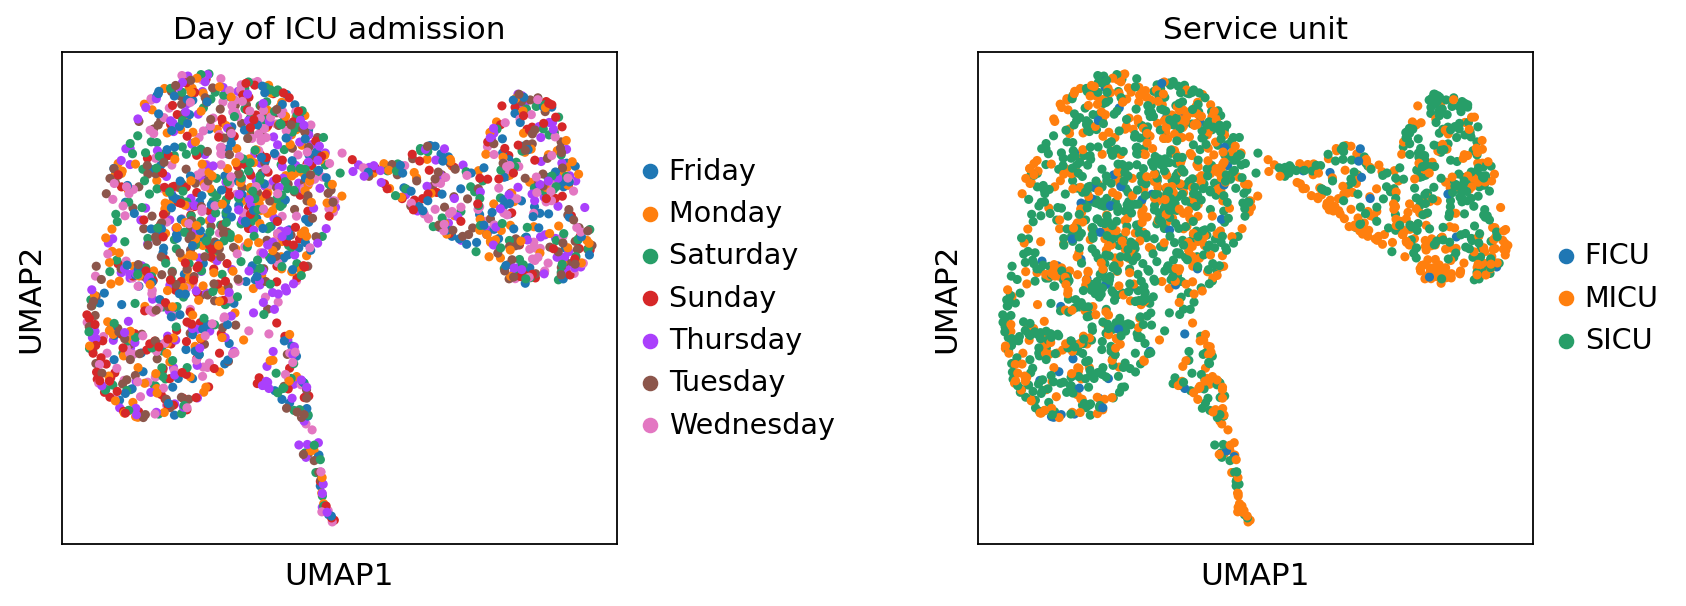 Day of ICU admission
UMAP2
UMAP1
Friday
Monday
Saturday
Sunday
Thursday
Tuesday
Wednesday
Service unit
UMAP2
UMAP1
FICU
MICU
SICU